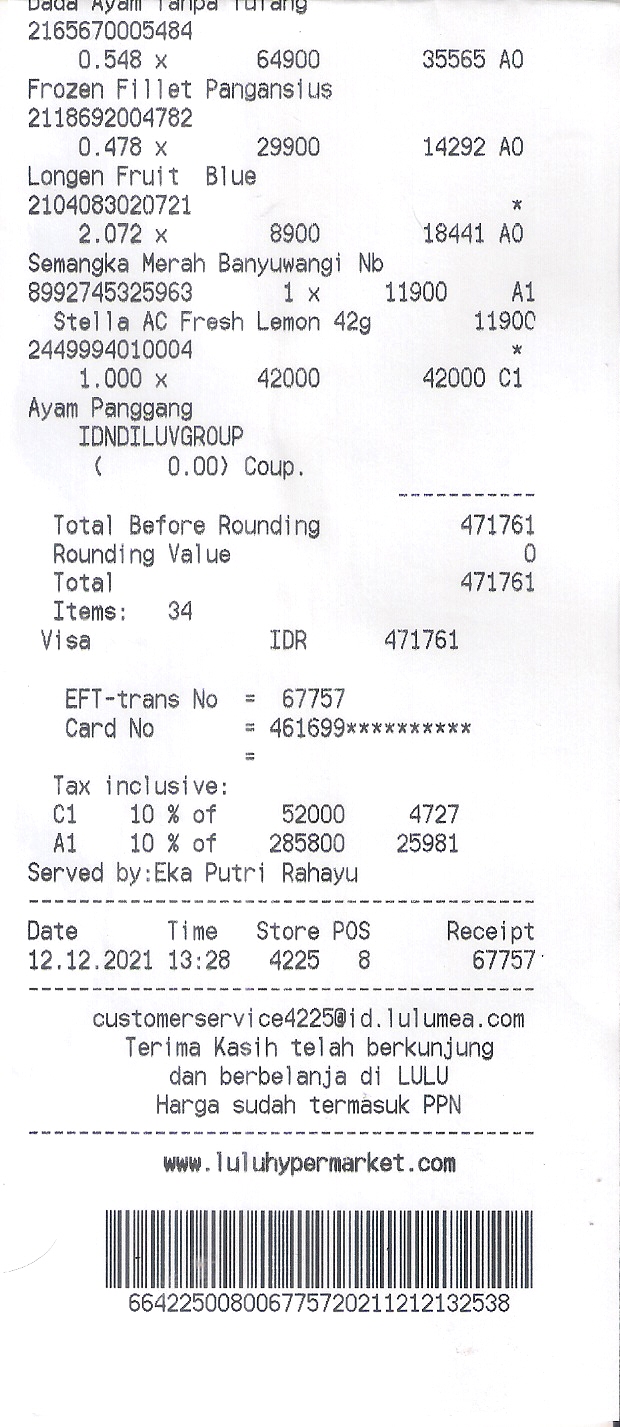 Dada Ayam Tanpa Tulang
2165670005484
0.548 x 64900 35565 A0
Frozen Fillet Pangansius
2118692004782
0.478 x 29900 14292 A0
Longen Fruit Blue
2104083020721 *
2.072 x 8900 18441 A0
Semangka Merah Banyuwangi Nb
8992745325963 1 x 11900 A1
Stella AC Fresh Lemon 42g 11900
2449994010004 *
1.000 x 42000 42000 C1
Ayam Panggang
IDNDILUVGROUP
( 0.00) Coup.
-----------
Total Before Rounding 471761
Rounding Value 0
Total 471761
Items: 34
Visa IDR 471761
EFT-trans No = 67757
Card No = 461699**********
=
Tax inclusive:
C1 10 % of 52000 4727
A1 10 % of 285800 25981
Served by:Eka Putri Rahayu
----------------------------------------
Date Time Store POS Receipt
12.12.2021 13:28 4225 8 67757
----------------------------------------
customerservice4225@id.lulumea.com
Terima Kasih telah berkunjung
dan berbelanja di LULU
Harga sudah termasuk PPN
----------------------------------------
www.luluhypermarket.com
664225008006775720211212132538